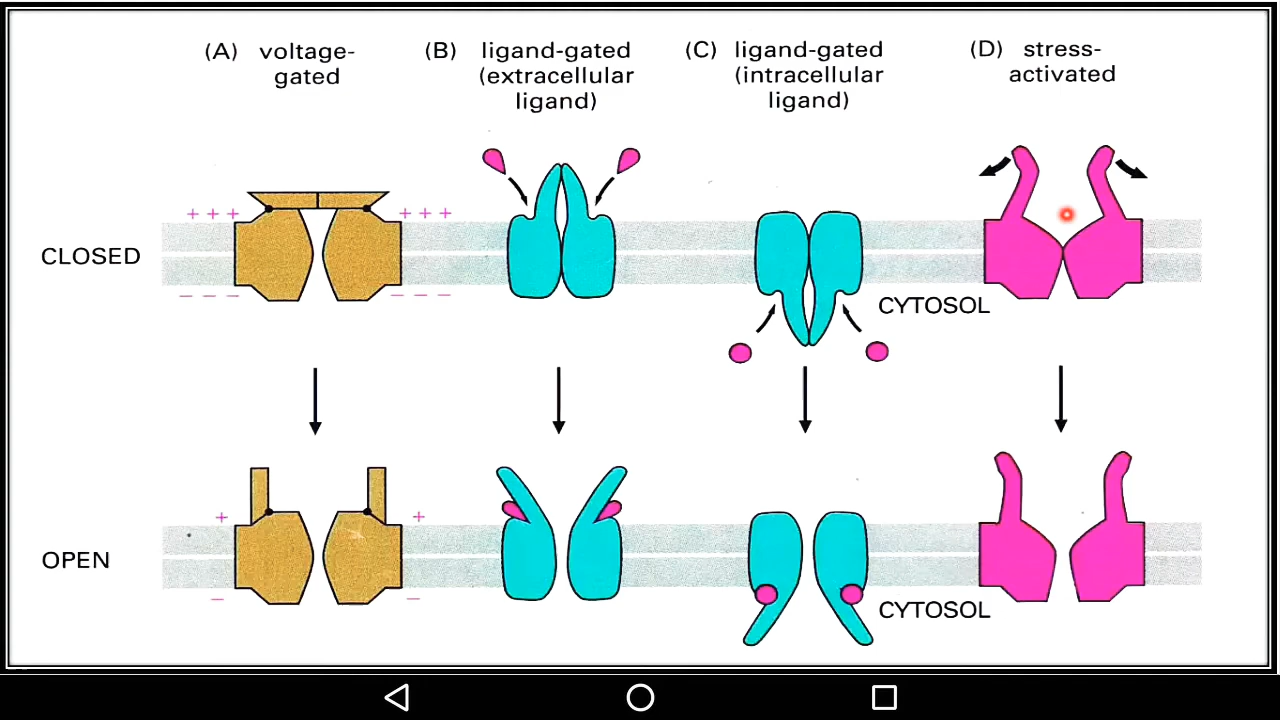 (A) voltage-
gated
(B) ligand-gated
(extracellular
ligand)
(C) ligand-gated
(intracellular
ligand)
(D) stress-
activated
+ + +
+ + +
CLOSED
– – –
– – –
CYTOSOL
+
+
OPEN
–
–
CYTOSOL